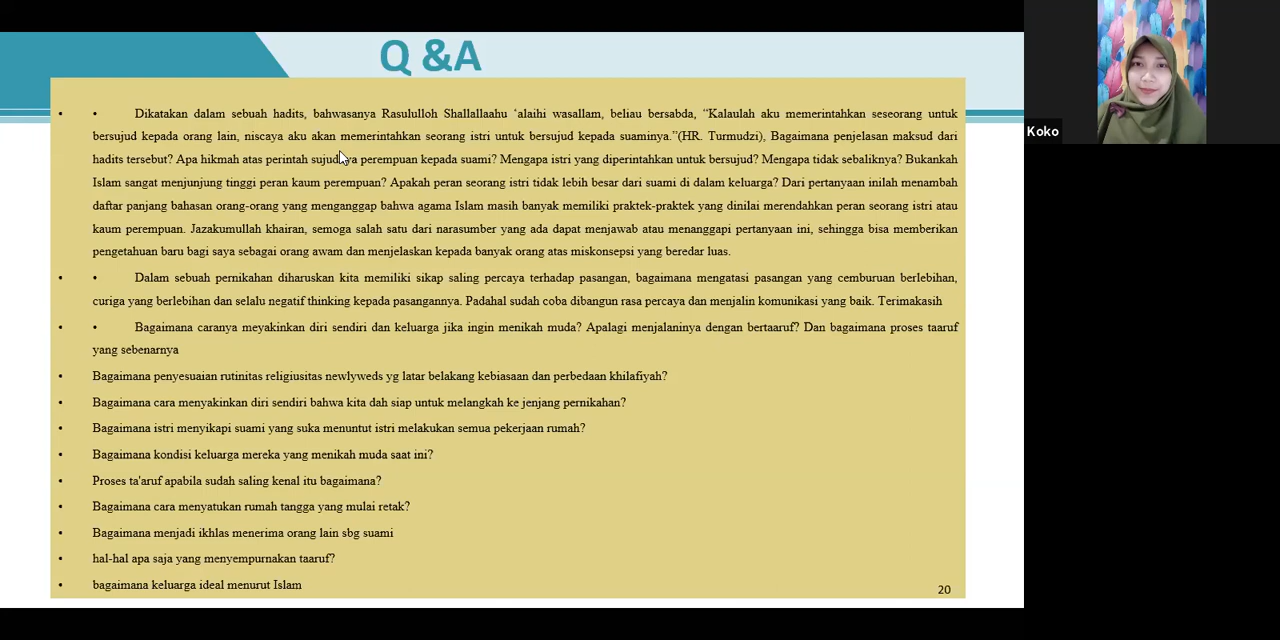 Q &A
• • Dikatakan dalam sebuah hadits, bahwasanya Rasululloh Shallallaahu ‘alaihi wasallam, beliau bersabda, “Kalaulah aku memerintahkan seseorang untuk
bersujud kepada orang lain, niscaya aku akan memerintahkan seorang istri untuk bersujud kepada suaminya.”(HR. Turmudzi), Bagaimana penjelasan maksud dari
hadits tersebut? Apa hikmah atas perintah sujudnya perempuan kepada suami? Mengapa istri yang diperintahkan untuk bersujud? Mengapa tidak sebaliknya? Bukankah
Islam sangat menjunjung tinggi peran kaum perempuan? Apakah peran seorang istri tidak lebih besar dari suami di dalam keluarga? Dari pertanyaan inilah menambah
daftar panjang bahasan orang-orang yang menganggap bahwa agama Islam masih banyak memiliki praktek-praktek yang dinilai merendahkan peran seorang istri atau
kaum perempuan. Jazakumullah khairan, semoga salah satu dari narasumber yang ada dapat menjawab atau menanggapi pertanyaan ini, sehingga bisa memberikan
pengetahuan baru bagi saya sebagai orang awam dan menjelaskan kepada banyak orang atas miskonsepsi yang beredar luas.
• • Dalam sebuah pernikahan diharuskan kita memiliki sikap saling percaya terhadap pasangan, bagaimana mengatasi pasangan yang cemburuan berlebihan,
curiga yang berlebihan dan selalu negatif thinking kepada pasangannya. Padahal sudah coba dibangun rasa percaya dan menjalin komunikasi yang baik. Terimakasih
• • Bagaimana caranya meyakinkan diri sendiri dan keluarga jika ingin menikah muda? Apalagi menjalaninya dengan bertaaruf? Dan bagaimana proses taaruf
yang sebenarnya
• Bagaimana penyesuaian rutinitas religiusitas newlyweds yg latar belakang kebiasaan dan perbedaan khilafiyah?
• Bagaimana cara menyakinkan diri sendiri bahwa kita dah siap untuk melangkah ke jenjang pernikahan?
• Bagaimana istri menyikapi suami yang suka menuntut istri melakukan semua pekerjaan rumah?
• Bagaimana kondisi keluarga mereka yang menikah muda saat ini?
• Proses ta'aruf apabila sudah saling kenal itu bagaimana?
• Bagaimana cara menyatukan rumah tangga yang mulai retak?
• Bagaimana menjadi ikhlas menerima orang lain sbg suami
• hal-hal apa saja yang menyempurnakan taaruf?
• bagaimana keluarga ideal menurut Islam
20
Koko